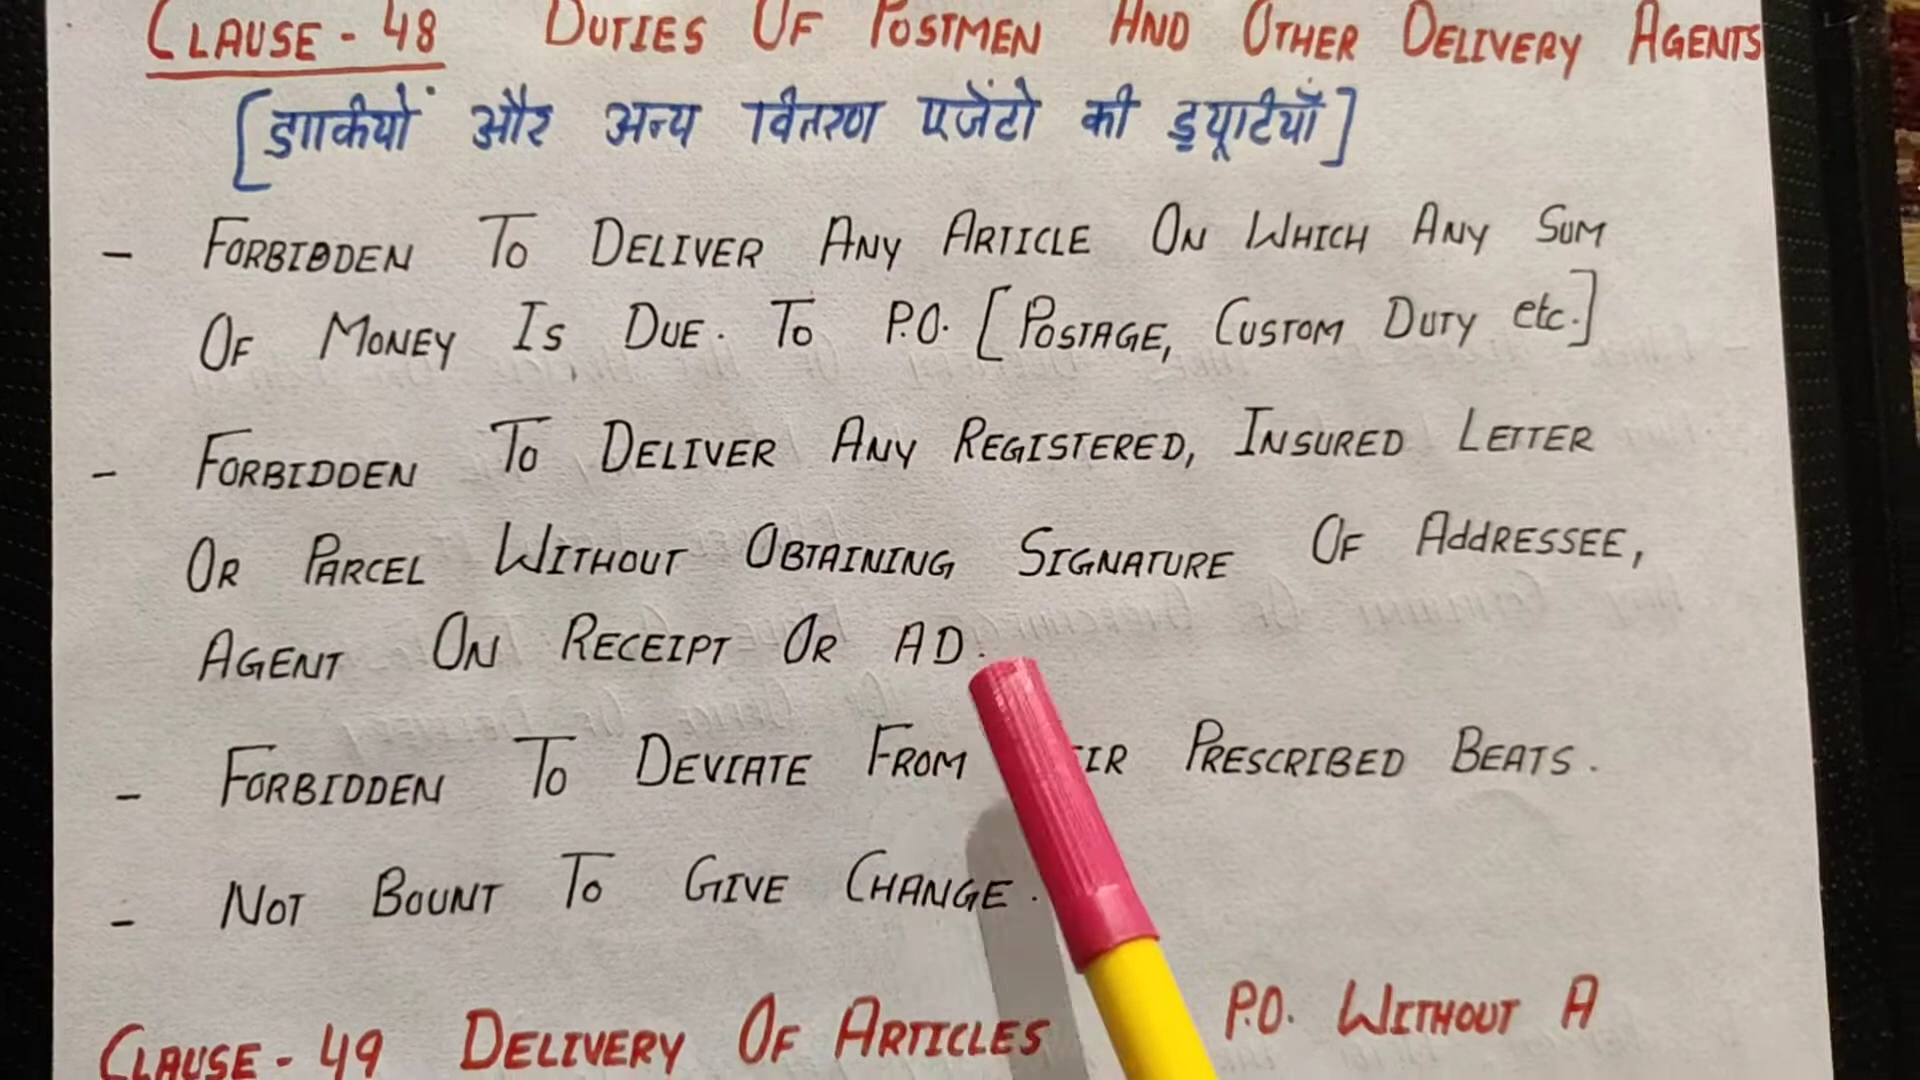 CLAUSE - 48 DUTIES OF POSTMEN AND OTHER DELIVERY AGENTS
[डाकीयों और अन्य वितरण एजेंटो की ड्यूटीयाँ]
- FORBIDDEN TO DELIVER ANY ARTICLE ON WHICH ANY SUM
OF MONEY IS DUE. TO P.O. [POSTAGE, CUSTOM DUTY etc.]
- FORBIDDEN TO DELIVER ANY REGISTERED, INSURED LETTER
OR PARCEL WITHOUT OBTAINING SIGNATURE OF ADDRESSEE,
AGENT ON RECEIPT OR AD.
- FORBIDDEN TO DEVIATE FROM PRESCRIBED BEATS.
- NOT BOUNT TO GIVE CHANGE.
CLAUSE - 49 DELIVERY OF ARTICLES P.O. WITHOUT A